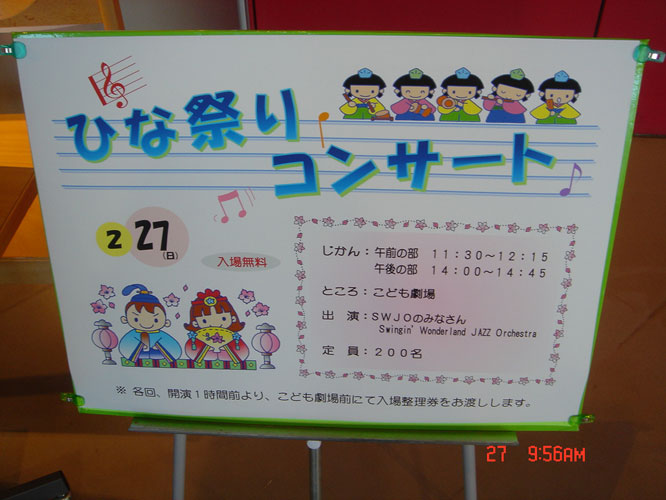 ひな祭り
コンサート
2 27(日)
入場無料
じかん：午前の部 11:30～12:15
午後の部 14:00～14:45
ところ：こども劇場
出 演：SWJOのみなさん
Swingin' Wonderland JAZZ Orchestra
定 員：200名
※ 各回、開演1時間前より、こども劇場前にて入場整理券をお渡しします。
27 9:56AM